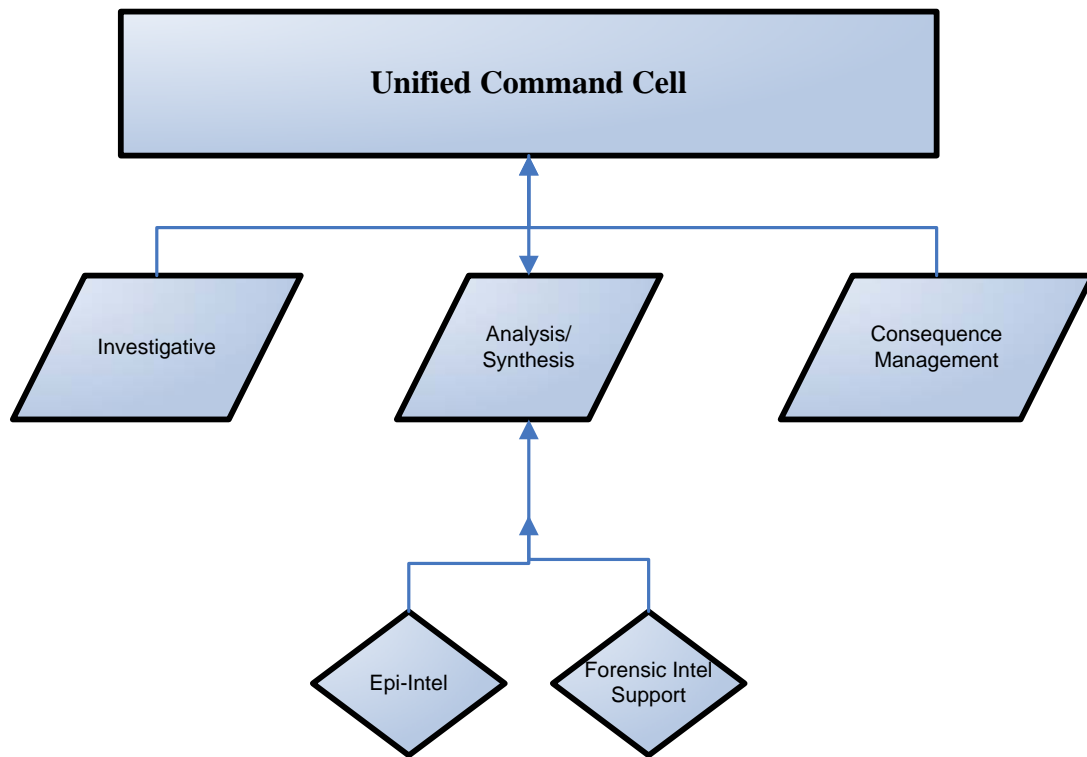 Unified Command Cell
Investigative
Analysis/
Synthesis
Consequence
Management
Epi-Intel
Forensic Intel
Support